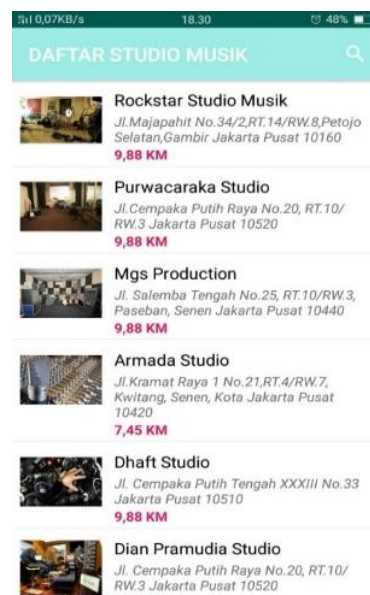 0,07KB/s 18.30 48%
DAFTAR STUDIO MUSIK
Rockstar Studio Musik
Jl.Majapahit No.34/2,RT.14/RW.8,Petojo
Selatan,Gambir Jakarta Pusat 10160
9,88 KM
Purwacaraka Studio
Jl.Cempaka Putih Raya No.20, RT.10/
RW.3 Jakarta Pusat 10520
9,88 KM
Mgs Production
Jl. Salemba Tengah No.25, RT.10/RW.3,
Paseban, Senen Jakarta Pusat 10440
9,88 KM
Armada Studio
Jl.Kramat Raya 1 No.21,RT.4/RW.7,
Kwitang, Senen, Kota Jakarta Pusat
10420
7,45 KM
Dhaft Studio
Jl. Cempaka Putih Tengah XXXIII No.33
Jakarta Pusat 10510
9,88 KM
Dian Pramudia Studio
Jl. Cempaka Putih Raya No.20, RT.10/
RW.3 Jakarta Pusat 10520